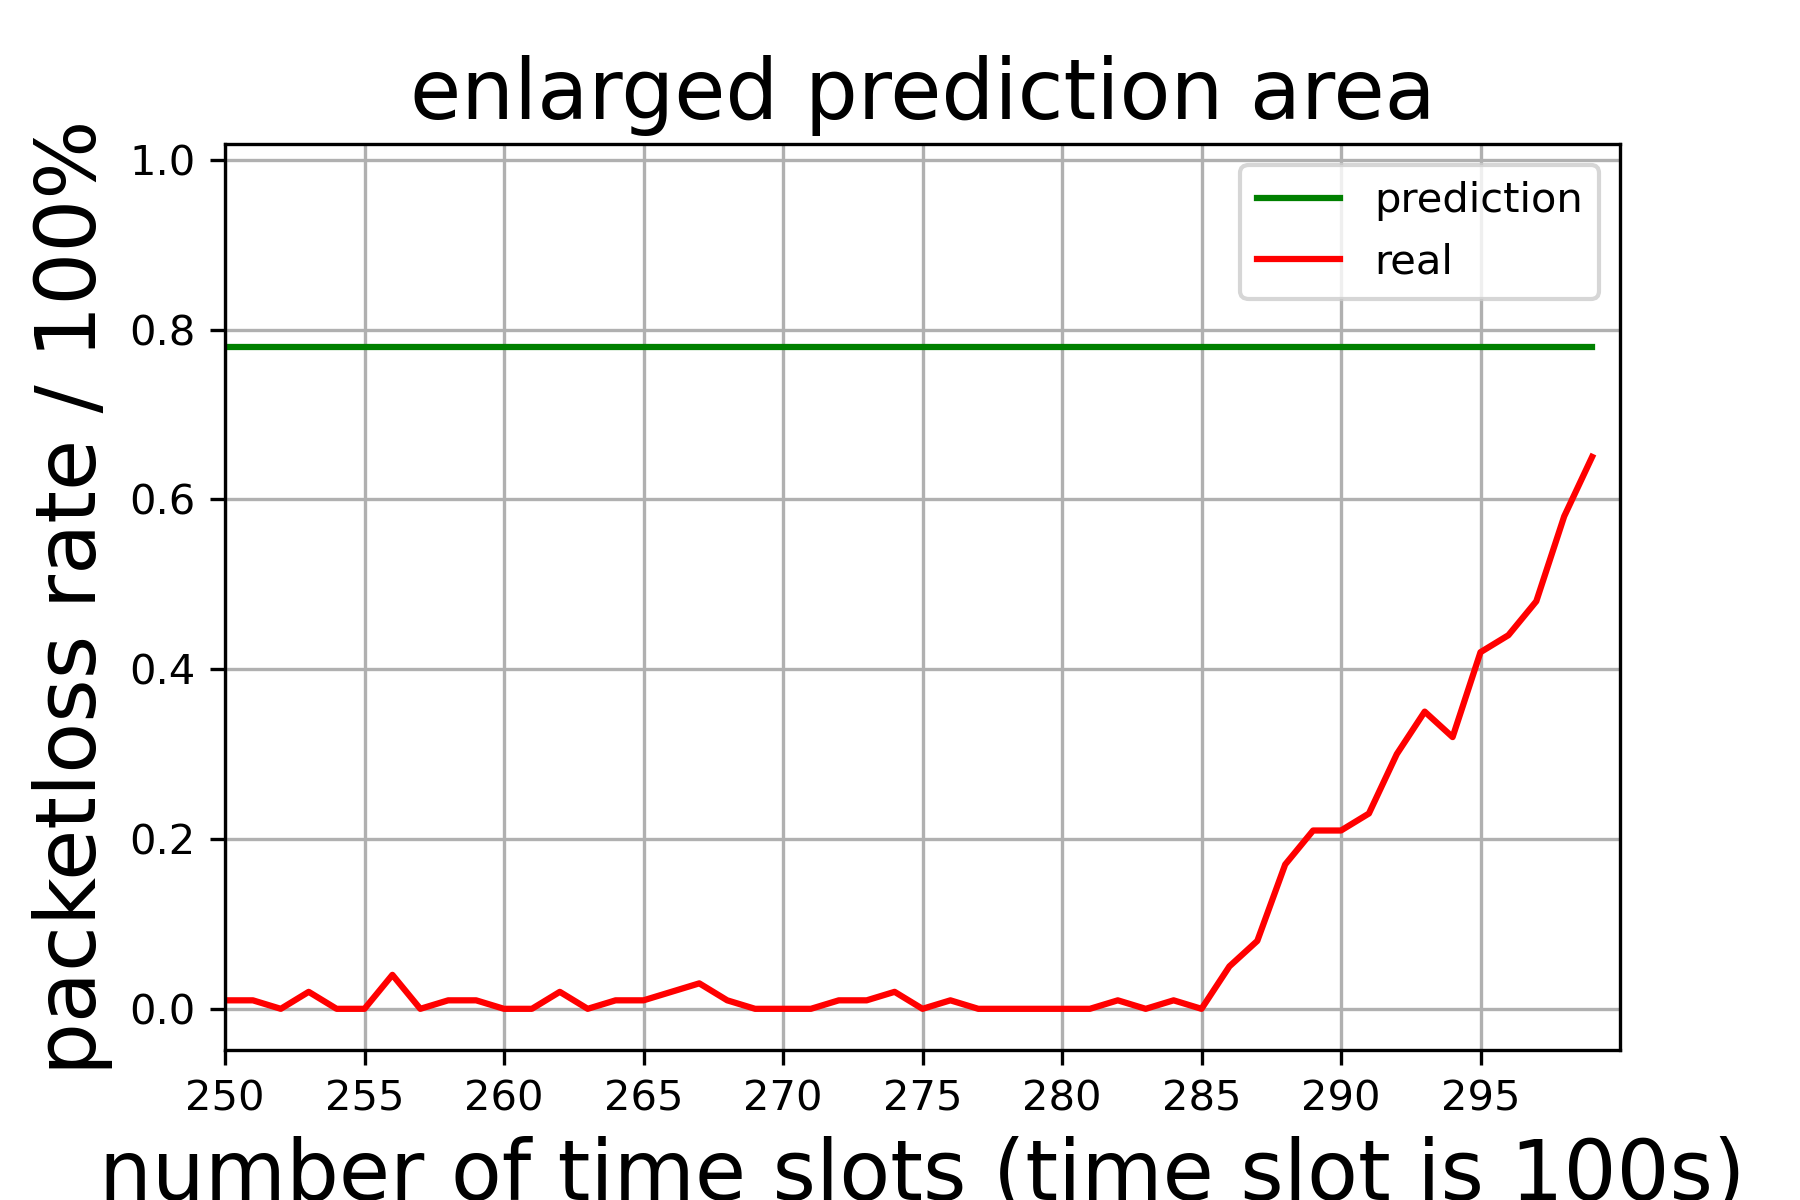 enlarged prediction area
packetloss rate / 100%
1.0
0.8
0.6
0.4
0.2
0.0
prediction
real
250 255 260 265 270 275 280 285 290 295
number of time slots (time slot is 100s)